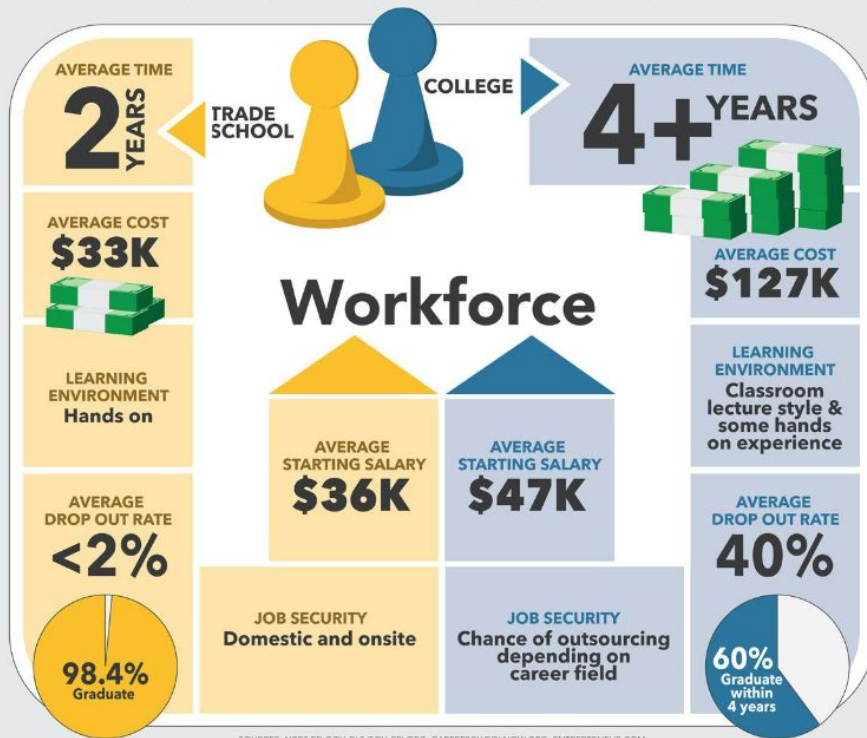 AVERAGE TIME
2 YEARS
TRADE
SCHOOL
COLLEGE
AVERAGE TIME
4+ YEARS
AVERAGE COST
$33K
AVERAGE COST
$127K
Workforce
LEARNING
ENVIRONMENT
Hands on
LEARNING
ENVIRONMENT
Classroom
lecture style &
some hands
on experience
AVERAGE
STARTING SALARY
$36K
AVERAGE
STARTING SALARY
$47K
AVERAGE
DROP OUT RATE
<2%
98.4%
Graduate
JOB SECURITY
Domestic and onsite
JOB SECURITY
Chance of outsourcing
depending on
career field
AVERAGE
DROP OUT RATE
40%
60%
Graduate
within
4 years